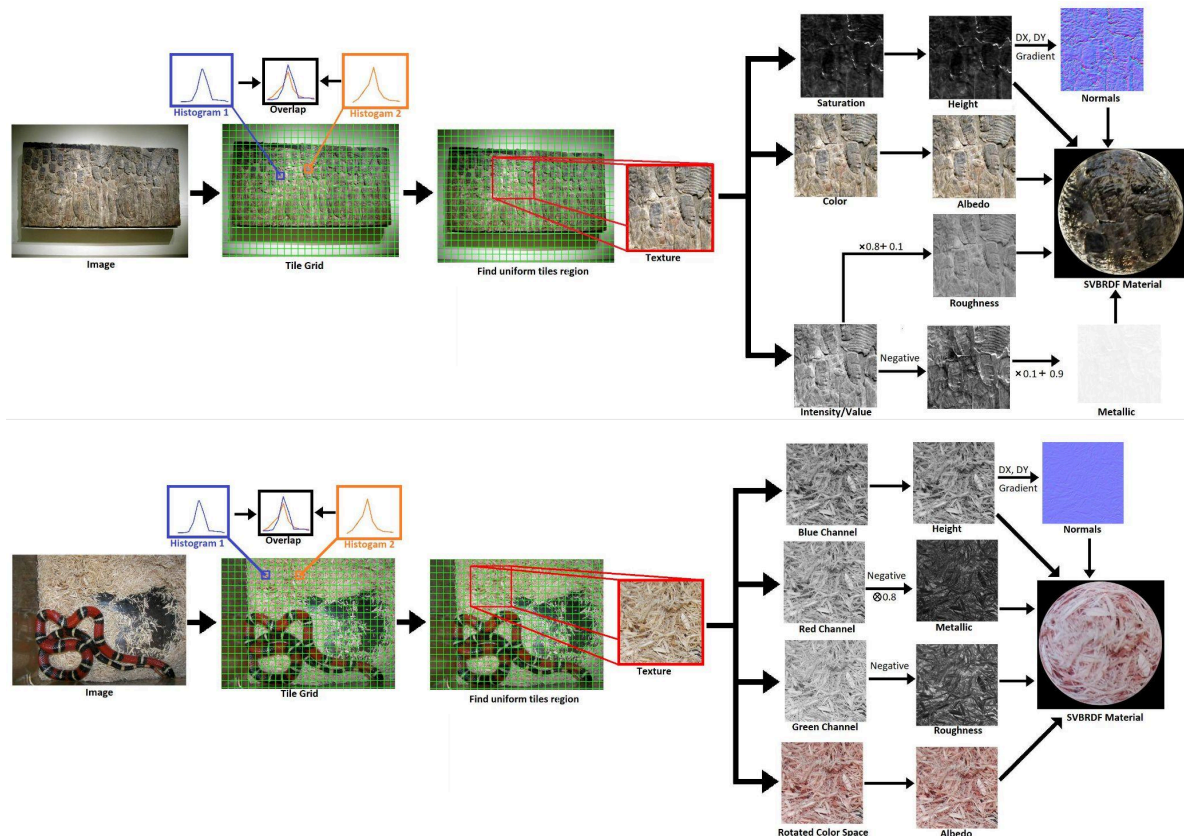 Histogram 1
Overlap
Histogam 2
Image
Tile Grid
Find uniform tiles region
Texture
Saturation
Height
DX, DY
Gradient
Normals
Color
Albedo
×0.8+ 0.1
Roughness
SVBRDF Material
Intensity/Value
Negative
×0.1+ 0.9
Metallic
Histogram 1
Overlap
Histogam 2
Image
Tile Grid
Find uniform tiles region
Texture
Blue Channel
Height
DX, DY
Gradient
Normals
Red Channel
Negative
⊗0.8
Metallic
Green Channel
Negative
Roughness
SVBRDF Material
Rotated Color Space
Albedo